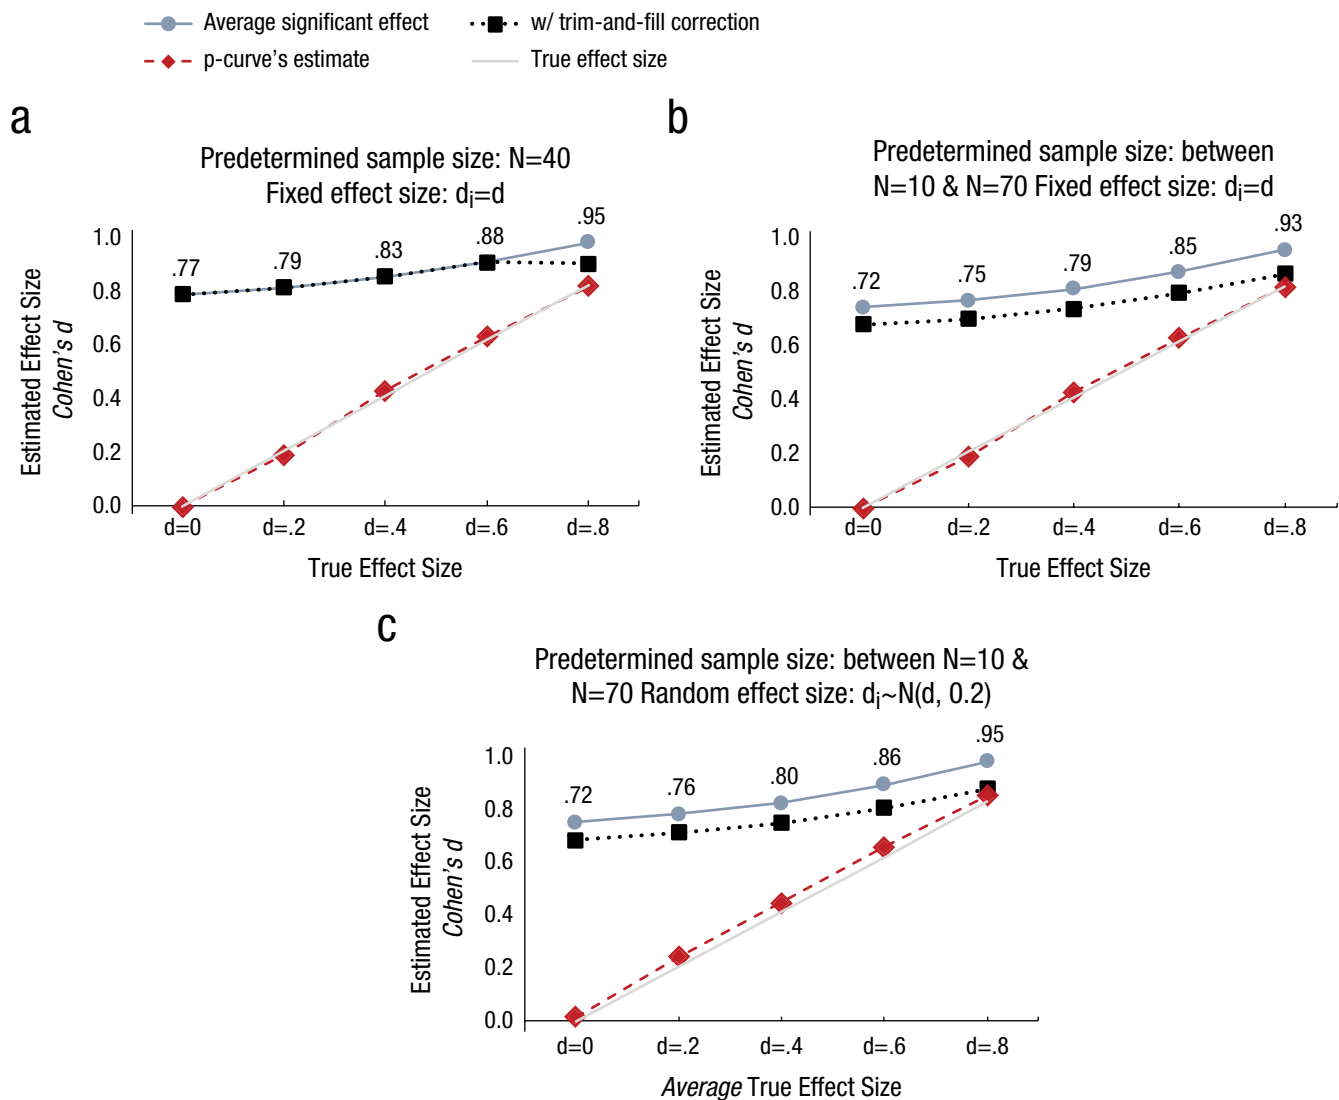 Average significant effect
w/ trim-and-fill correction
p-curve's estimate
True effect size
a
Predetermined sample size: N=40
Fixed effect size: di=d
Estimated Effect Size
Cohen's d
1.0
0.8
0.6
0.4
0.2
0.0
.77
.79
.83
.88
.95
d=0
d=.2
d=.4
d=.6
d=.8
True Effect Size
b
Predetermined sample size: between
N=10 & N=70 Fixed effect size: di=d
Estimated Effect Size
Cohen's d
1.0
0.8
0.6
0.4
0.2
0.0
.72
.75
.79
.85
.93
d=0
d=.2
d=.4
d=.6
d=.8
True Effect Size
c
Predetermined sample size: between N=10 &
N=70 Random effect size: di~N(d, 0.2)
Estimated Effect Size
Cohen's d
1.0
0.8
0.6
0.4
0.2
0.0
.72
.76
.80
.86
.95
d=0
d=.2
d=.4
d=.6
d=.8
Average True Effect Size